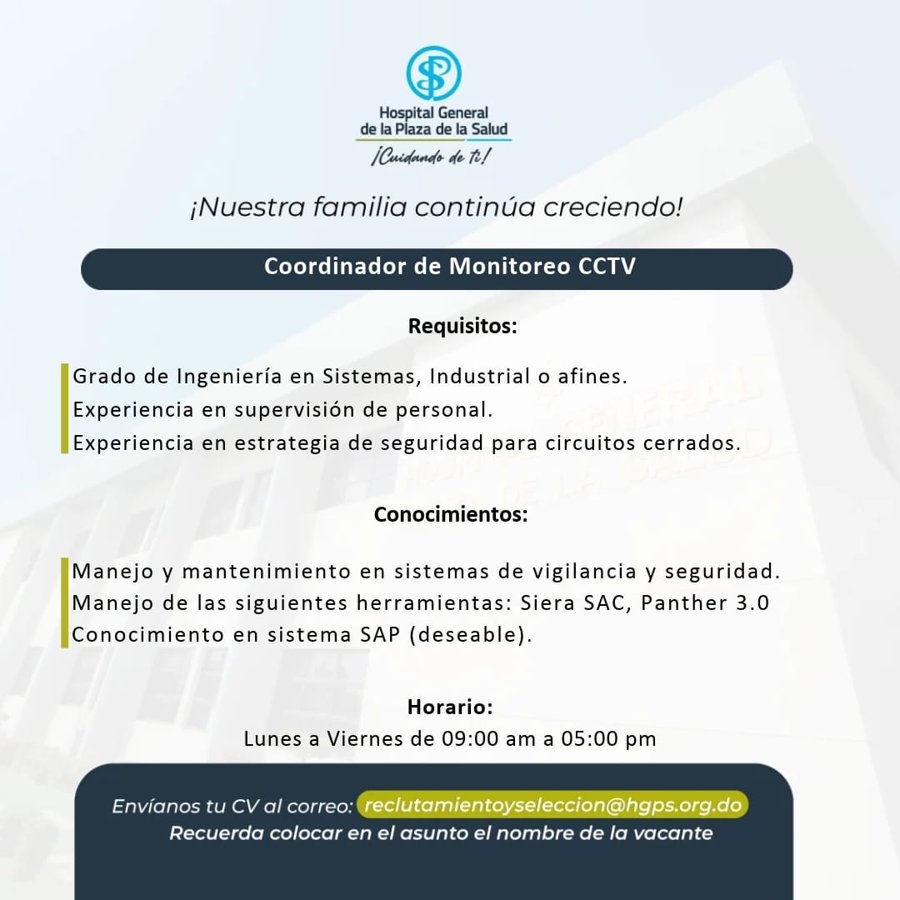 Hospital General
de la Plaza de la Salud
¡Cuidando de ti!
¡Nuestra familia continúa creciendo!
Coordinador de Monitoreo CCTV
Requisitos:
Grado de Ingeniería en Sistemas, Industrial o afines.
Experiencia en supervisión de personal.
Experiencia en estrategia de seguridad para circuitos cerrados.
Conocimientos:
Manejo y mantenimiento en sistemas de vigilancia y seguridad.
Manejo de las siguientes herramientas: Siera SAC, Panther 3.0
Conocimiento en sistema SAP (deseable).
Horario:
Lunes a Viernes de 09:00 am a 05:00 pm
Envíanos tu CV al correo: reclutamientoyseleccion@hgps.org.do
Recuerda colocar en el asunto el nombre de la vacante